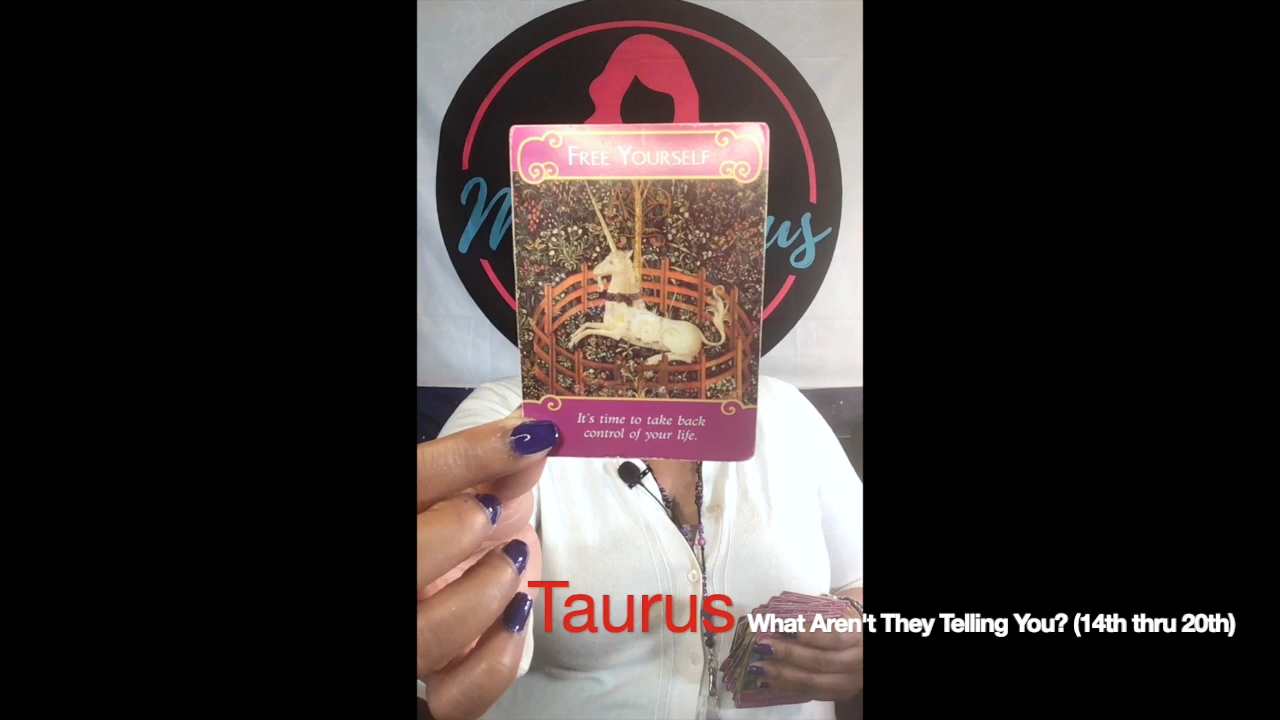 FREE YOURSELF
It's time to take back
control of your life.
Taurus
What Aren't They Telling You? (14th thru 20th)